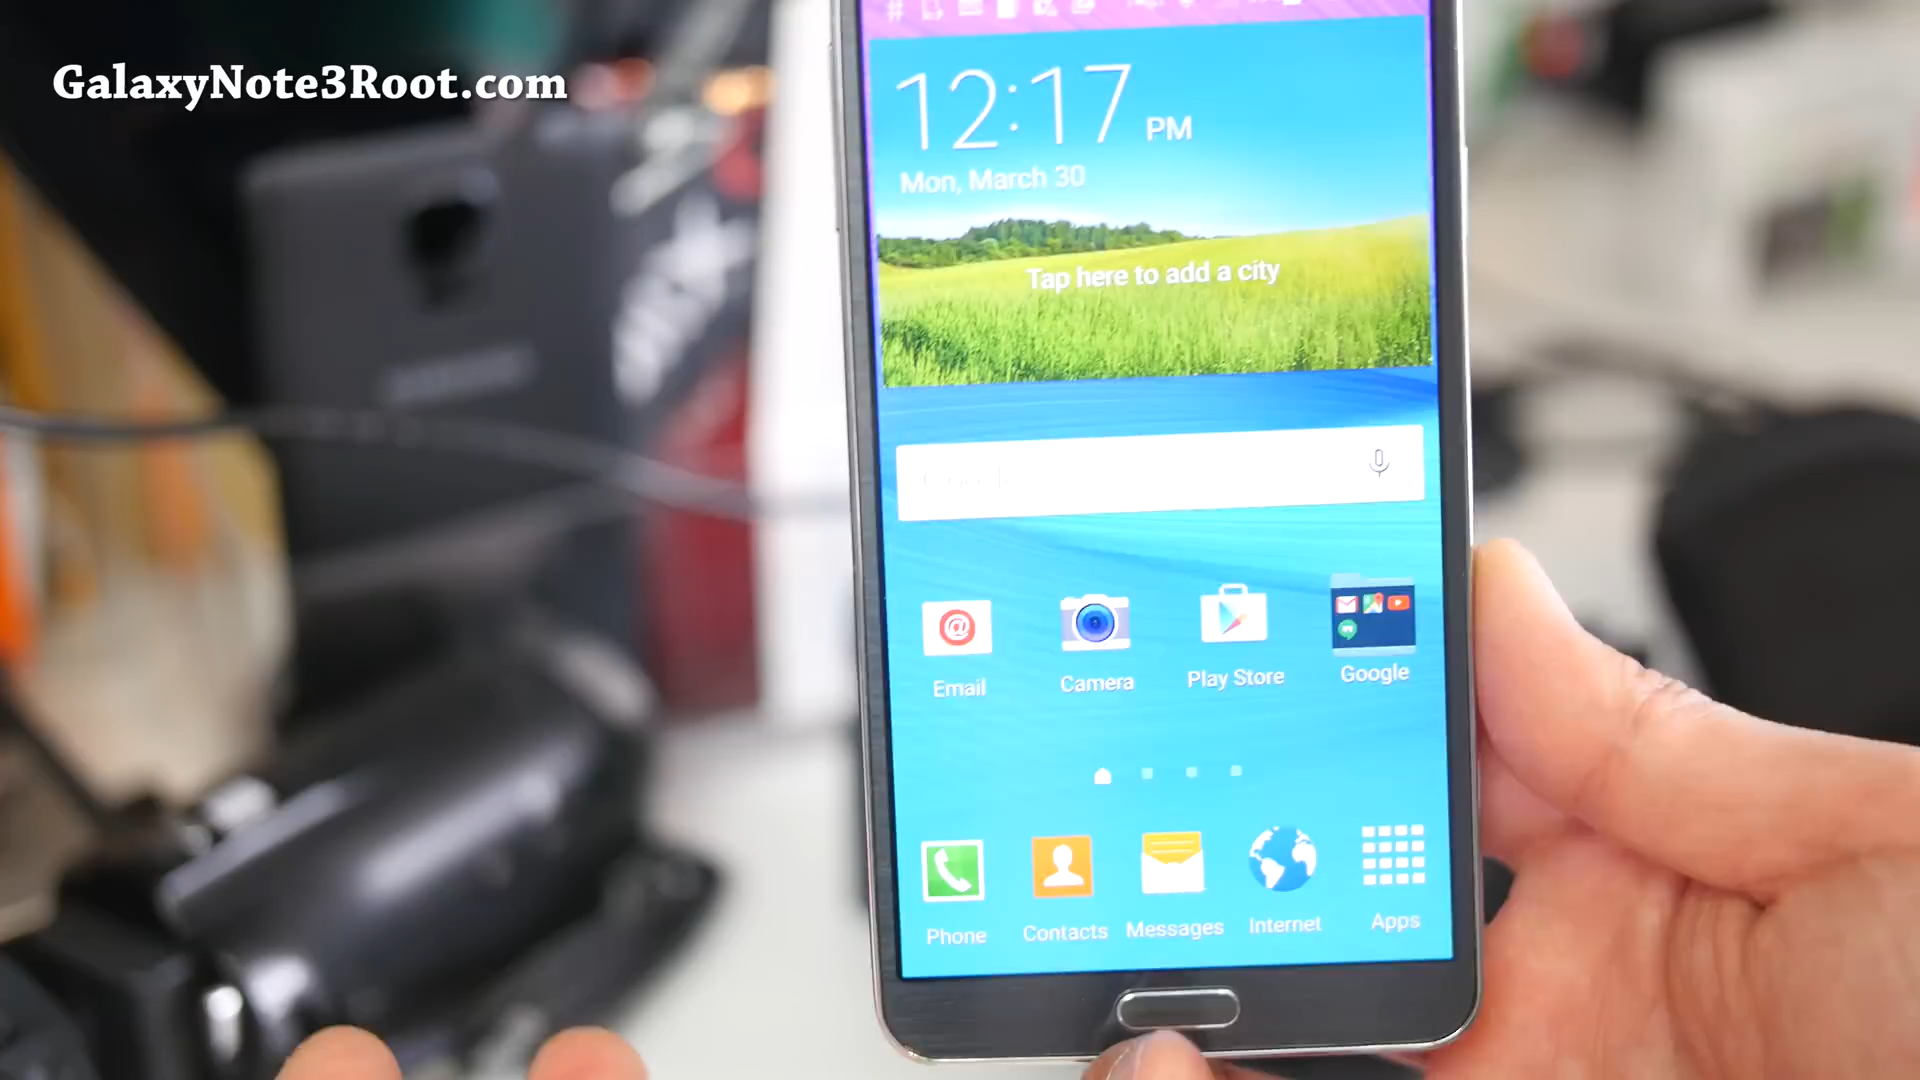 GalaxyNote3Root.com
12:17 PM
Mon, March 30
Tap here to add a city
Email
Camera
Play Store
Google
Phone
Contacts
Messages
Internet
Apps